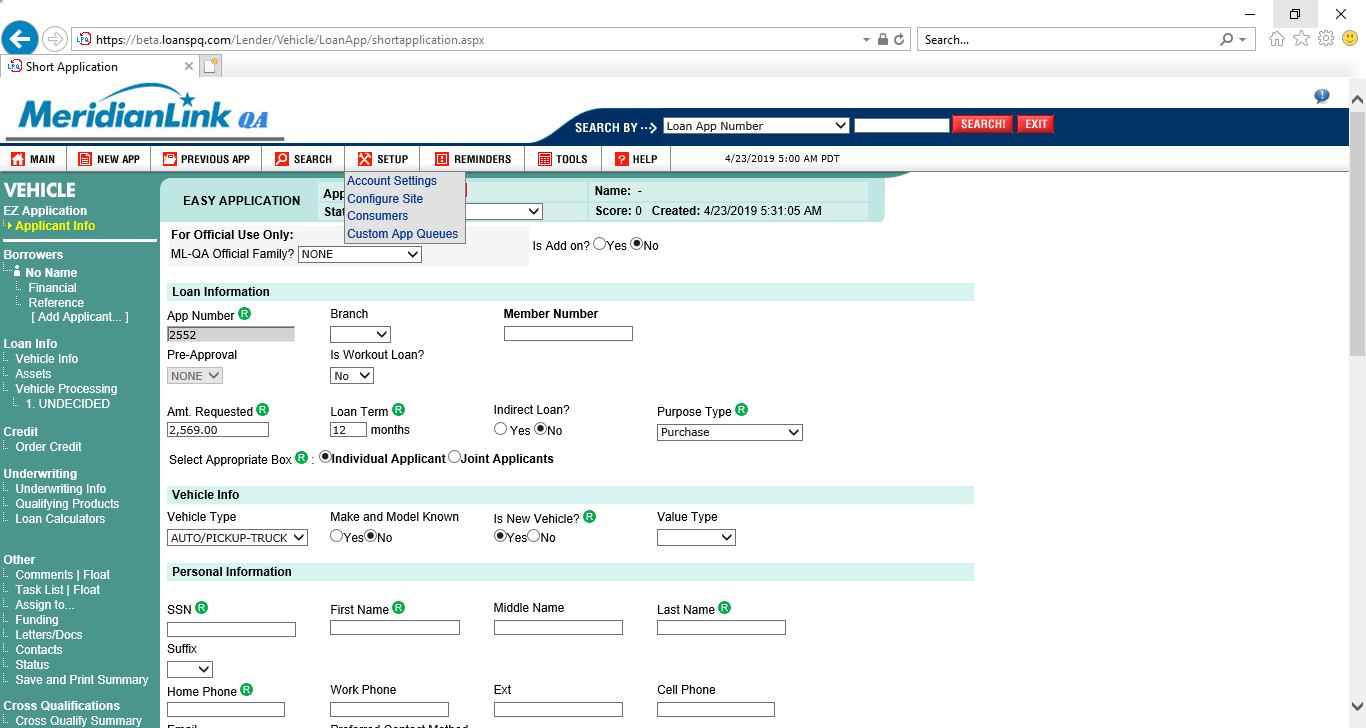 https://beta.loanspq.com/Lender/Vehicle/LoanApp/shortapplication.aspx
Search...
LPQ Short Application
MeridianLink QA
SEARCH BY Loan App Number SEARCH! EXIT
MAIN NEW APP PREVIOUS APP SEARCH SETUP REMINDERS TOOLS HELP 4/23/2019 5:00 AM PDT
Account Settings
Configure Site
Consumers
Custom App Queues
VEHICLE
EZ Application
Applicant Info
Borrowers
No Name
Financial
Reference
[ Add Applicant... ]
Loan Info
Vehicle Info
Assets
Vehicle Processing
1. UNDECIDED
Credit
Order Credit
Underwriting
Underwriting Info
Qualifying Products
Loan Calculators
Other
Comments | Float
Task List | Float
Assign to...
Funding
Letters/Docs
Contacts
Status
Save and Print Summary
Cross Qualifications
Cross Qualify Summary
EASY APPLICATION
App
Name: -
Stat
Score: 0 Created: 4/23/2019 5:31:05 AM
For Official Use Only:
ML-QA Official Family? NONE
Is Add on? Yes No
Loan Information
App Number R Branch Member Number
2552
Pre-Approval Is Workout Loan?
NONE No
Amt. Requested R Loan Term R Indirect Loan? Purpose Type R
2,569.00 12 months Yes No Purchase
Select Appropriate Box R : Individual Applicant Joint Applicants
Vehicle Info
Vehicle Type Make and Model Known Is New Vehicle? R Value Type
AUTO/PICKUP-TRUCK Yes No Yes No
Personal Information
SSN R First Name R Middle Name Last Name R
Suffix
Home Phone R Work Phone Ext Cell Phone
Email Preferred Contact Method